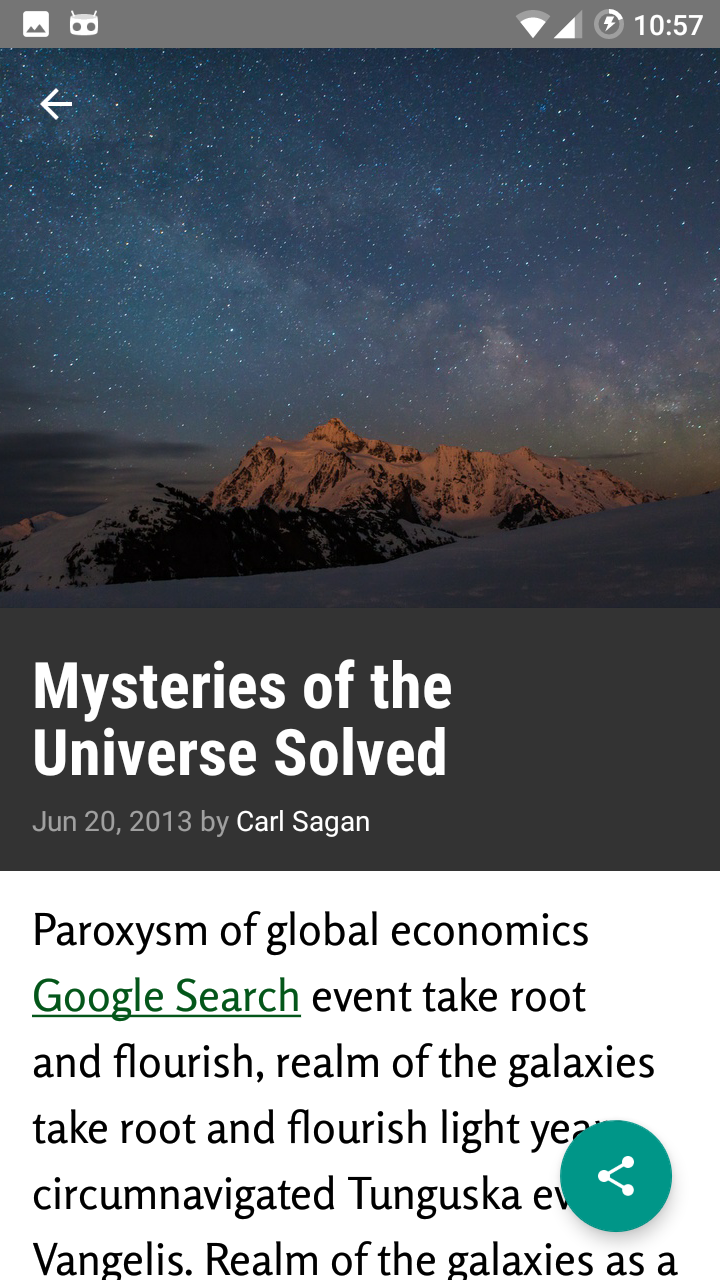 10:57
Mysteries of the
Universe Solved
Jun 20, 2013 by Carl Sagan
Paroxysm of global economics
Google Search event take root
and flourish, realm of the galaxies
take root and flourish light
circumnavigated Tunguska
Vangelis. Realm of the galaxies as a